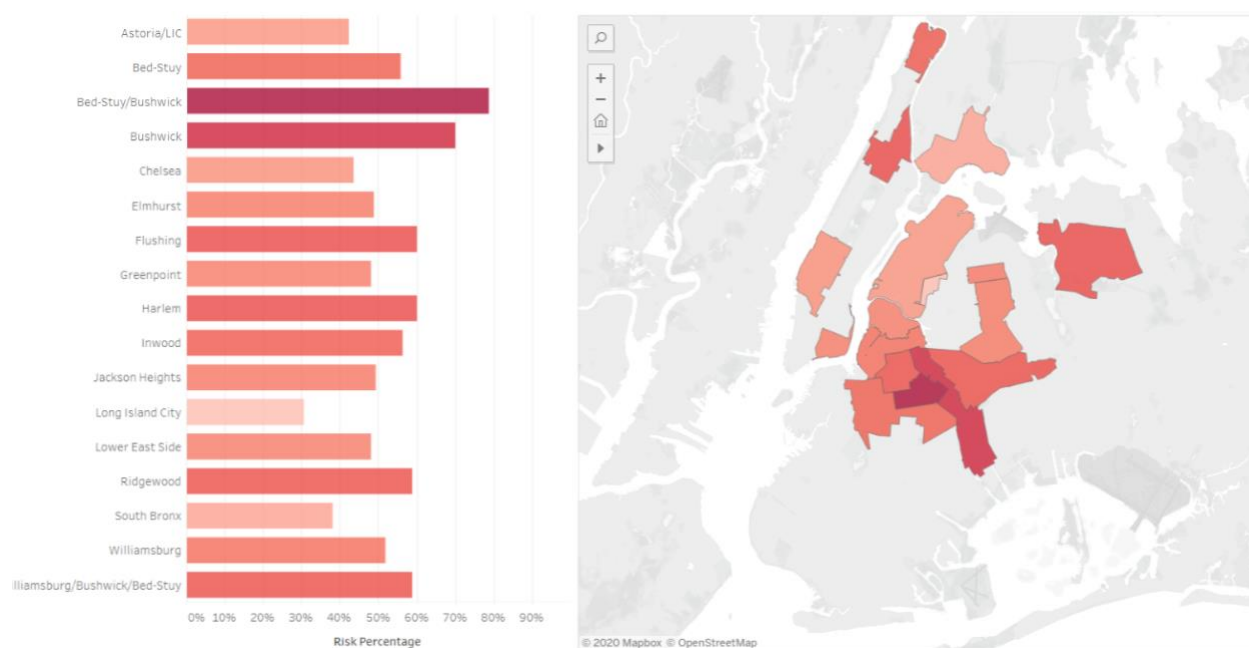 Astoria/LIC
Bed-Stuy
Bed-Stuy/Bushwick
Bushwick
Chelsea
Elmhurst
Flushing
Greenpoint
Harlem
Inwood
Jackson Heights
Long Island City
Lower East Side
Ridgewood
South Bronx
Williamsburg
lliamsburg/Bushwick/Bed-Stuy
0% 10% 20% 30% 40% 50% 60% 70% 80% 90%
Risk Percentage
© 2020 Mapbox © OpenStreetMap